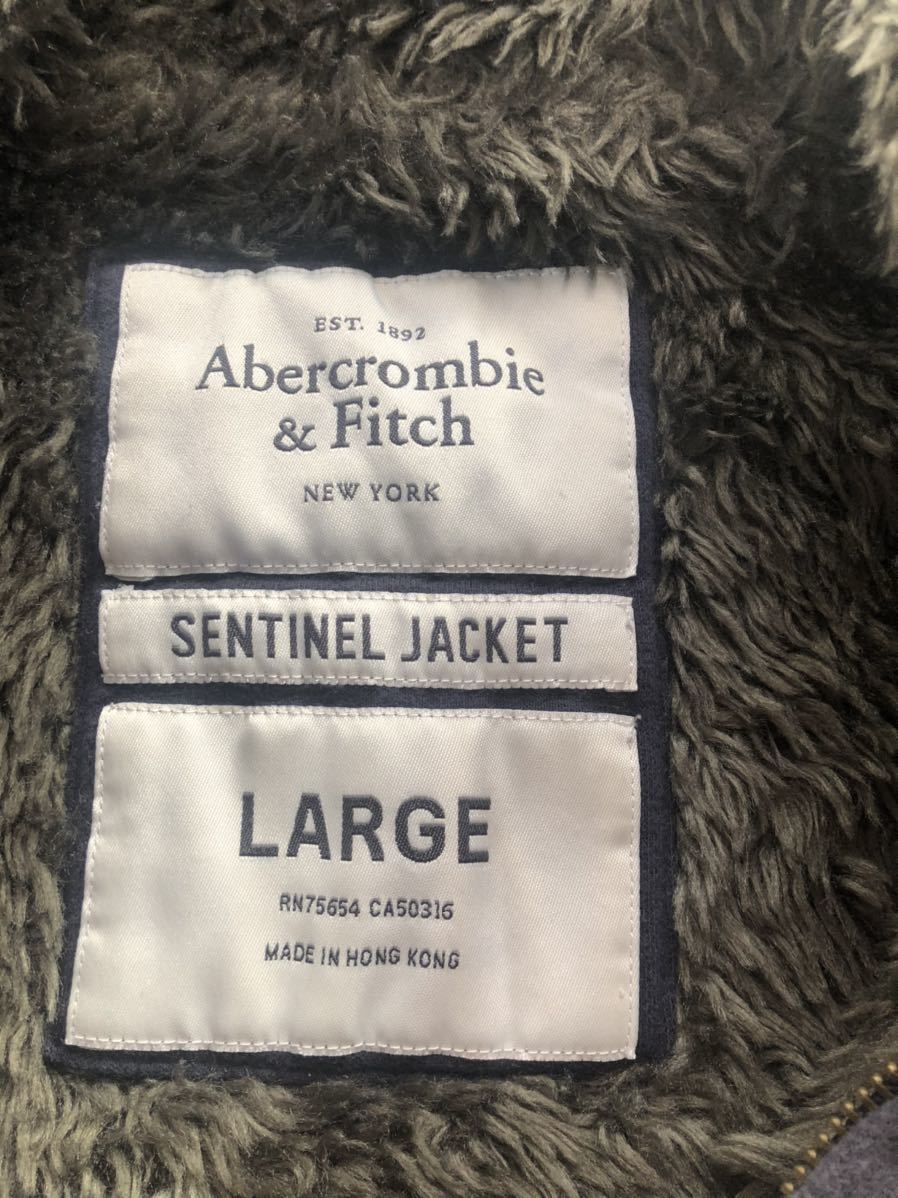 EST. 1892
Abercrombie
& Fitch
NEW YORK
SENTINEL JACKET
LARGE
RN75654 CA50316
MADE IN HONG KONG